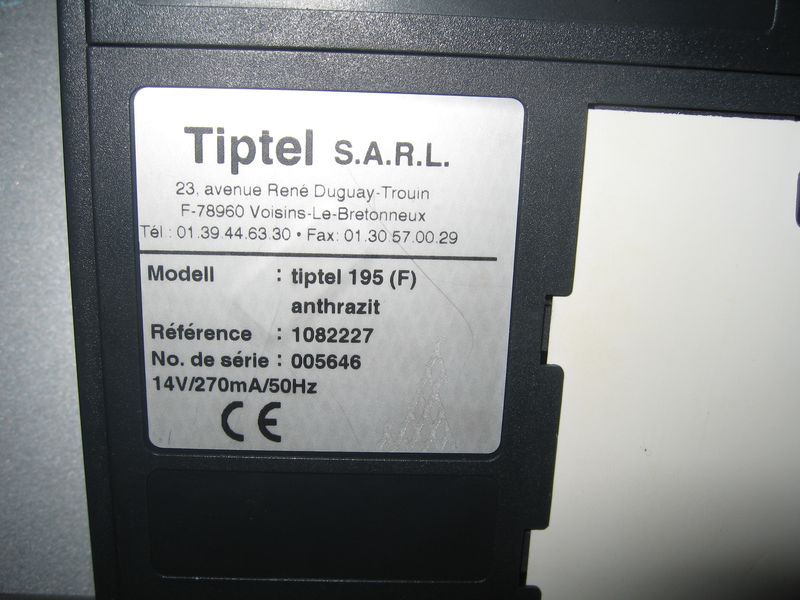 Tiptel S.A.R.L.
23, avenue René Duguay-Trouin
F-78960 Voisins-Le-Bretonneux
Tél : 01.39.44.63.30 • Fax: 01.30.57.00.29
Modell : tiptel 195 (F)
anthrazit
Référence : 1082227
No. de série : 005646
14V/270mA/50Hz
CE